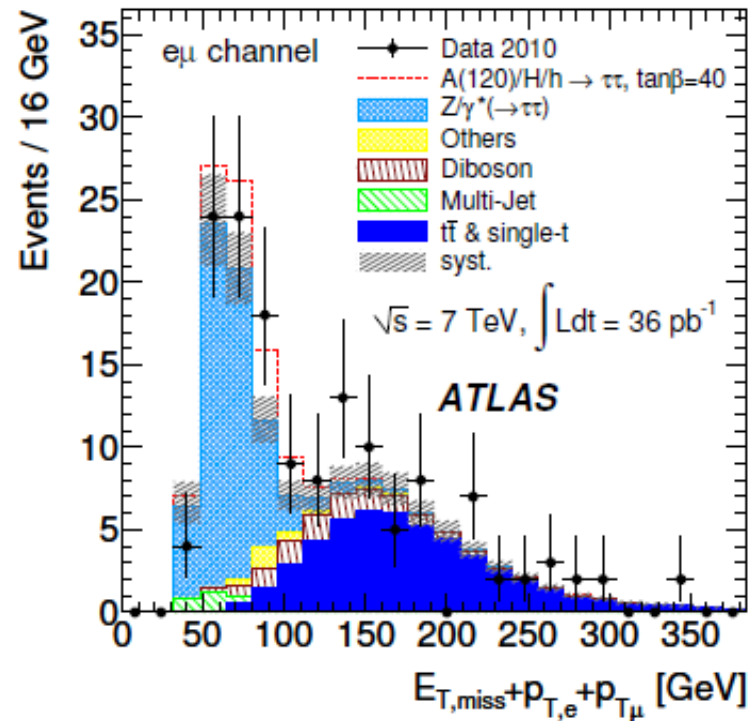 eμ channel
Data 2010
A(120)/H/h → ττ, tanβ=40
Z/γ*(→ττ)
Others
Diboson
Multi-Jet
tt̄ & single-t
syst.
√s = 7 TeV, ∫Ldt = 36 pb⁻¹
ATLAS
Events / 16 GeV
35
30
25
20
15
10
5
0
0 50 100 150 200 250 300 350
E_T,miss+p_T,e+p_Tμ [GeV]